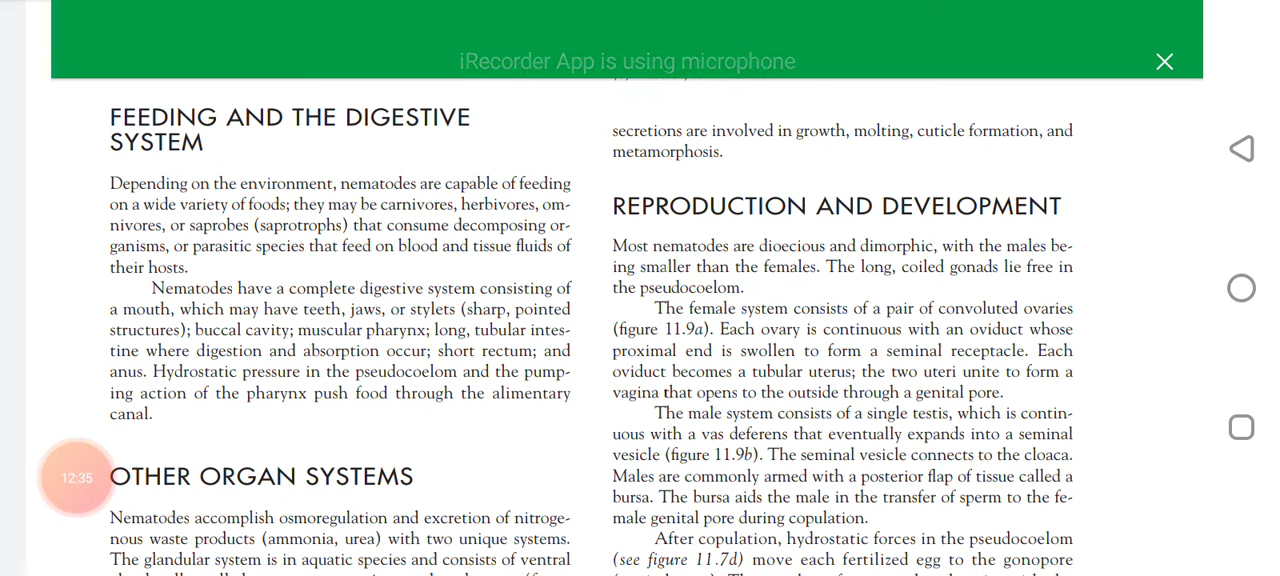 iRecorder App is using microphone
FEEDING AND THE DIGESTIVE
SYSTEM
Depending on the environment, nematodes are capable of feeding
on a wide variety of foods; they may be carnivores, herbivores, om-
nivores, or saprobes (saprotrophs) that consume decomposing or-
ganisms, or parasitic species that feed on blood and tissue fluids of
their hosts.
Nematodes have a complete digestive system consisting of
a mouth, which may have teeth, jaws, or stylets (sharp, pointed
structures); buccal cavity; muscular pharynx; long, tubular intes-
tine where digestion and absorption occur; short rectum; and
anus. Hydrostatic pressure in the pseudocoelom and the pump-
ing action of the pharynx push food through the alimentary
canal.
12:35
OTHER ORGAN SYSTEMS
Nematodes accomplish osmoregulation and excretion of nitroge-
nous waste products (ammonia, urea) with two unique systems.
The glandular system is in aquatic species and consists of ventral
secretions are involved in growth, molting, cuticle formation, and
metamorphosis.
REPRODUCTION AND DEVELOPMENT
Most nematodes are dioecious and dimorphic, with the males be-
ing smaller than the females. The long, coiled gonads lie free in
the pseudocoelom.
The female system consists of a pair of convoluted ovaries
(figure 11.9a). Each ovary is continuous with an oviduct whose
proximal end is swollen to form a seminal receptacle. Each
oviduct becomes a tubular uterus; the two uteri unite to form a
vagina that opens to the outside through a genital pore.
The male system consists of a single testis, which is contin-
uous with a vas deferens that eventually expands into a seminal
vesicle (figure 11.9b). The seminal vesicle connects to the cloaca.
Males are commonly armed with a posterior flap of tissue called a
bursa. The bursa aids the male in the transfer of sperm to the fe-
male genital pore during copulation.
After copulation, hydrostatic forces in the pseudocoelom
(see figure 11.7d) move each fertilized egg to the gonopore